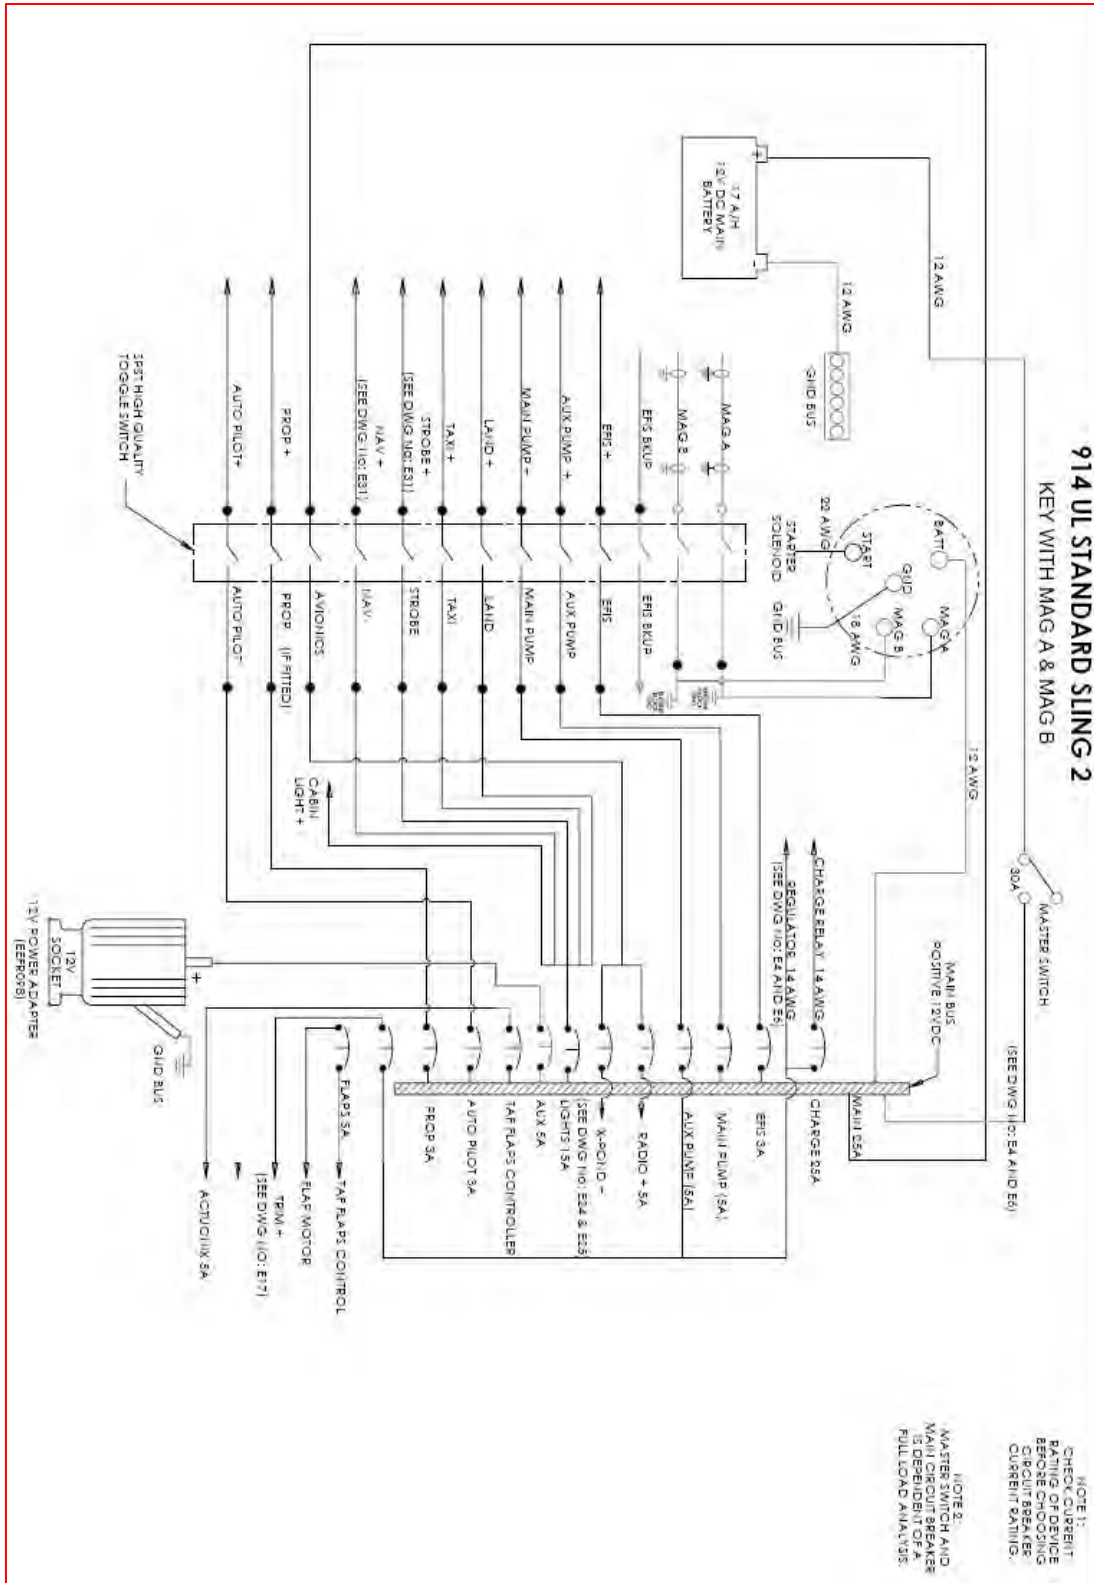 914 UL STANDARD SLING 2
KEY WITH MAG A & MAG B
17 A/H
12V DC MAIN
BATTERY
+
-
12 AWG
12 AWG
GND BUS
BATT
START
GND
MAG A
MAG B
22 AWG
STARTER
SOLENOID
18 AWG
GND BUS
12 AWG
30A
MASTER SWITCH
(SEE DWG No: E4 AND E6)
MAIN BUS
POSITIVE 12VDC
CHARGE RELAY 14 AWG
REGULATOR 14 AWG
(SEE DWG No: E4 AND E6)
MAG A
MAG B
EFIS BKUP
EFIS +
AUX PUMP +
MAIN PUMP +
LAND +
TAXI +
STROBE +
(SEE DWG No: E31)
NAV +
(SEE DWG No: E31)
PROP +
AUTO PILOT+
SPST HIGH QUALITY
TOGGLE SWITCH
EFIS BKUP
EFIS
AUX PUMP
MAIN PUMP
LAND
TAXI
STROBE
NAV
AVIONICS
PROP (IF FITTED)
AUTO PILOT
CABIN
LIGHT +
MAIN 25A
CHARGE 25A
EFIS 3A
MAIN PUMP (5A)
AUX PUMP (5A)
RADIO + 5A
X-POND -
(SEE DWG No: E24 & E25)
LIGHTS 15A
AUX 5A
TAF FLAPS CONTROLLER
AUTO PILOT 3A
PROP 3A
FLAPS 5A
TAF FLAPS CONTROL
FLAP MOTOR
TRIM +
(SEE DWG NO: E17)
ACTUONIX 5A
12V
SOCKET
+
GND BUS
12V POWER ADAPTER
(EEFR09B)
NOTE 1:
CHECK CURRENT
RATING OF DEVICE
BEFORE CHOOSING
CIRCUIT BREAKER
CURRENT RATING.
NOTE 2:
MASTER SWITCH AND
MAIN CIRCUIT BREAKER
IS DEPENDENT OF A
FULL LOAD ANALYSIS.